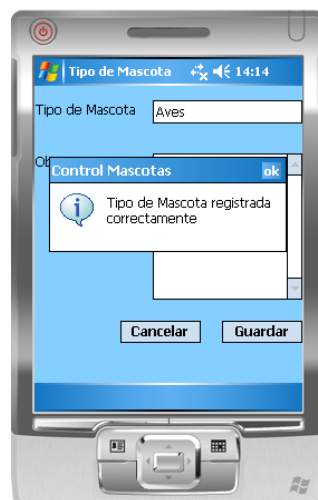 Tipo de Mascota 14:14
Tipo de Mascota Aves
Ob
Control Mascotas ok
Tipo de Mascota registrada
correctamente
Cancelar Guardar